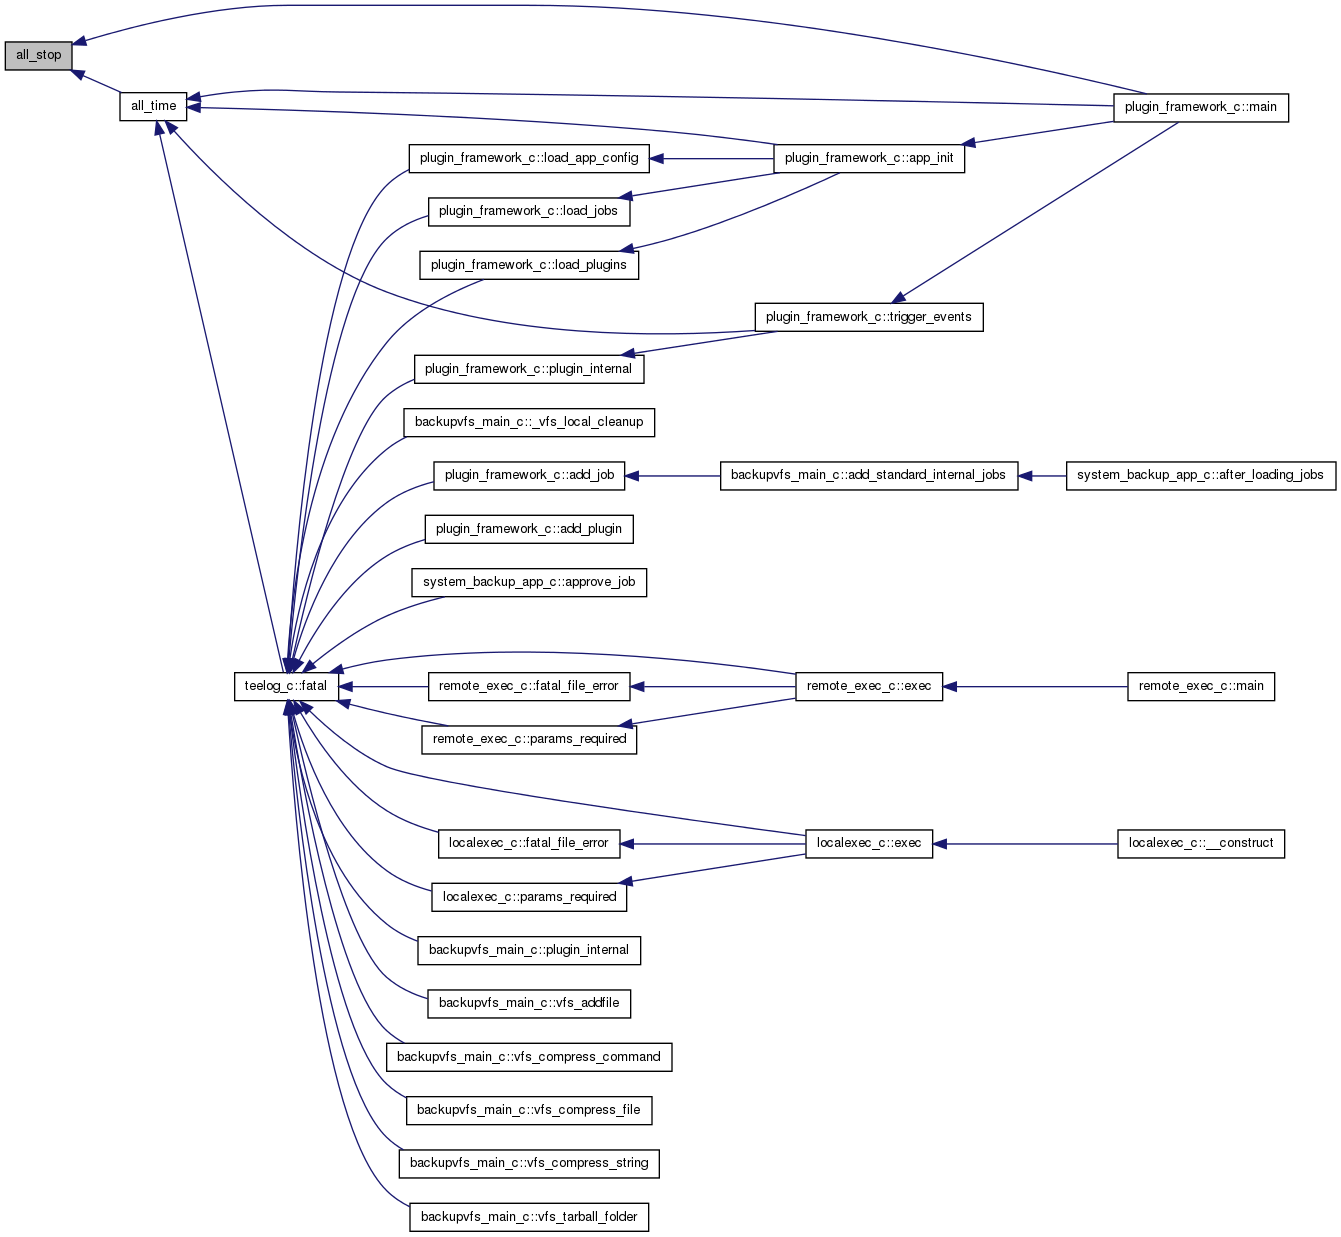 all_stop
all_time
plugin_framework_c::main
plugin_framework_c::load_app_config
plugin_framework_c::app_init
plugin_framework_c::load_jobs
plugin_framework_c::load_plugins
plugin_framework_c::trigger_events
plugin_framework_c::plugin_internal
backupvfs_main_c::_vfs_local_cleanup
plugin_framework_c::add_job
backupvfs_main_c::add_standard_internal_jobs
system_backup_app_c::after_loading_jobs
plugin_framework_c::add_plugin
system_backup_app_c::approve_job
teelog_c::fatal
remote_exec_c::fatal_file_error
remote_exec_c::exec
remote_exec_c::main
remote_exec_c::params_required
localexec_c::fatal_file_error
localexec_c::exec
localexec_c::__construct
localexec_c::params_required
backupvfs_main_c::plugin_internal
backupvfs_main_c::vfs_addfile
backupvfs_main_c::vfs_compress_command
backupvfs_main_c::vfs_compress_file
backupvfs_main_c::vfs_compress_string
backupvfs_main_c::vfs_tarball_folder